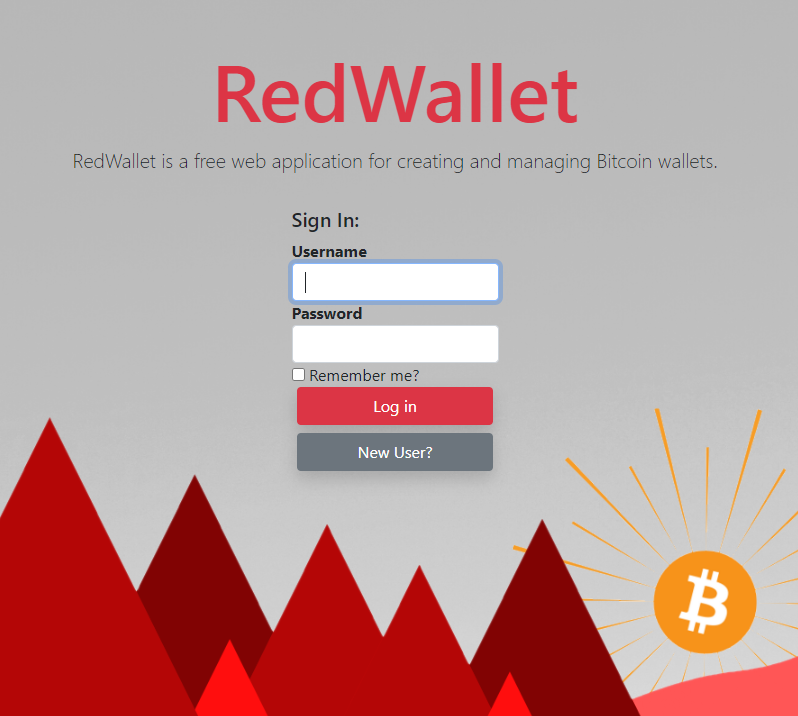 RedWallet
RedWallet is a free web application for creating and managing Bitcoin wallets.
Sign In:
Username
Password
Remember me?
Log in
New User?